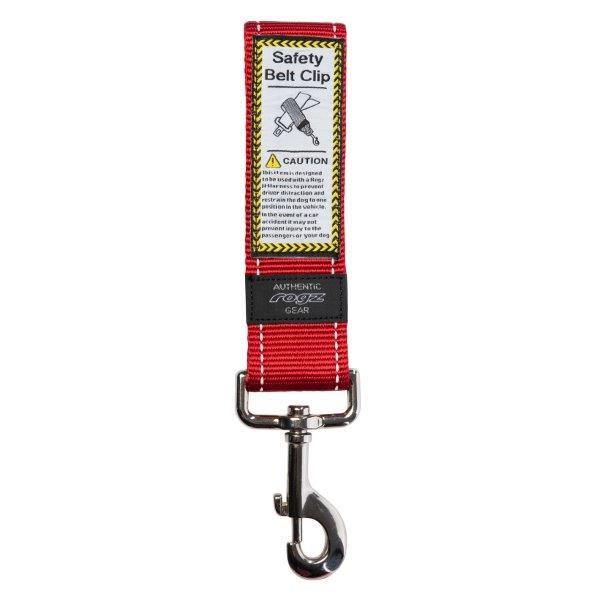 Safety
Belt Clip
CAUTION
This item is designed
to be used with a Rogz
H-Harness to prevent
driver distraction and
restrain the dog to one
position in the vehicle.
In the event of a car
accident it may not
prevent injury to the
passengers or your dog
AUTHENTIC
rogz
GEAR